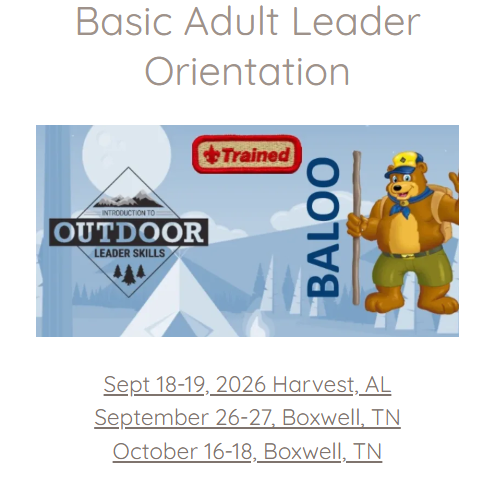 Basic Adult Leader
Orientation
Trained
INTRODUCTION TO
OUTDOOR
LEADER SKILLS
BALOO
Sept 18-19, 2026 Harvest, AL
September 26-27, Boxwell, TN
October 16-18, Boxwell, TN